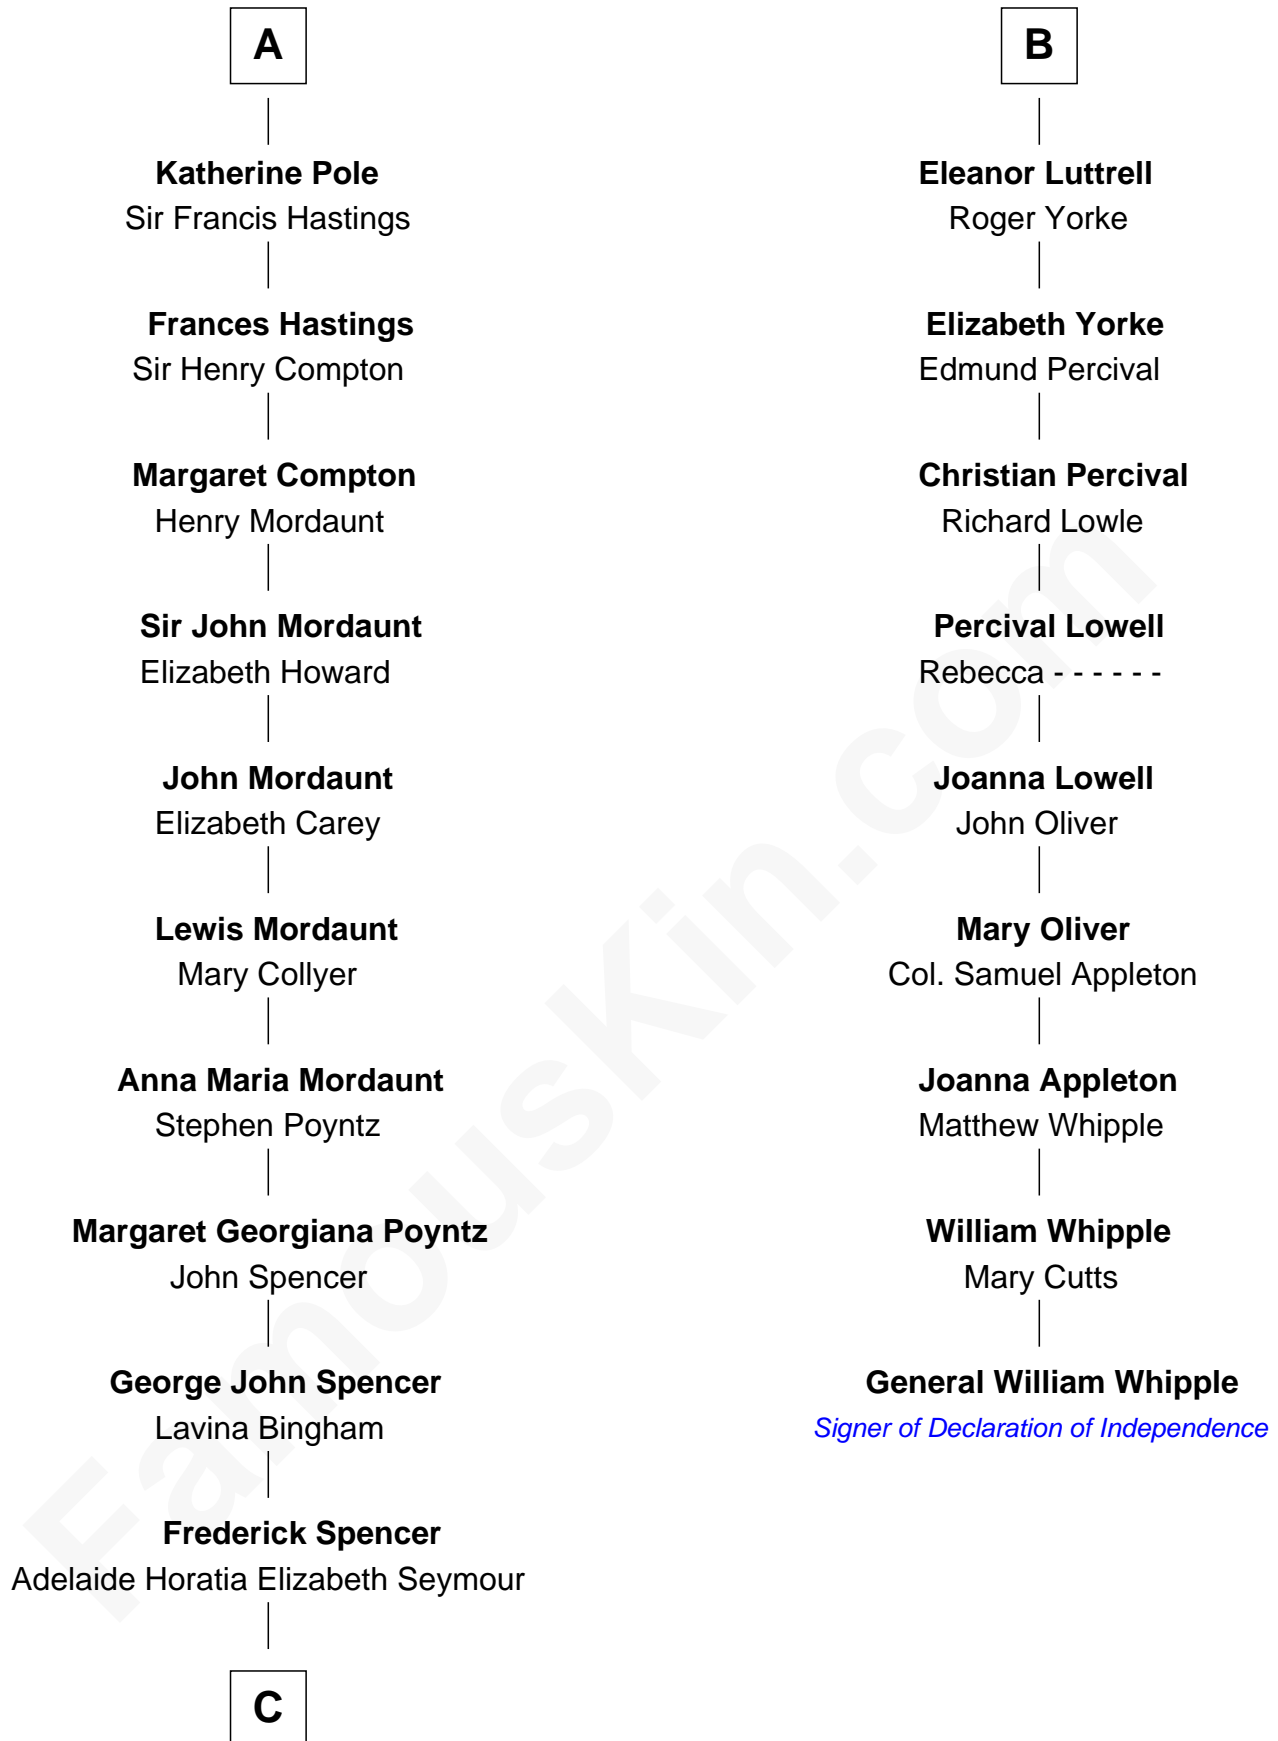 A
Katherine Pole
Sir Francis Hastings
Frances Hastings
Sir Henry Compton
Margaret Compton
Henry Mordaunt
Sir John Mordaunt
Elizabeth Howard
John Mordaunt
Elizabeth Carey
Lewis Mordaunt
Mary Collyer
Anna Maria Mordaunt
Stephen Poyntz
Margaret Georgiana Poyntz
John Spencer
George John Spencer
Lavina Bingham
Frederick Spencer
Adelaide Horatia Elizabeth Seymour
C
B
Eleanor Luttrell
Roger Yorke
Elizabeth Yorke
Edmund Percival
Christian Percival
Richard Lowle
Percival Lowell
Rebecca - - - - - -
Joanna Lowell
John Oliver
Mary Oliver
Col. Samuel Appleton
Joanna Appleton
Matthew Whipple
William Whipple
Mary Cutts
General William Whipple
Signer of Declaration of Independence
FamousKin.com